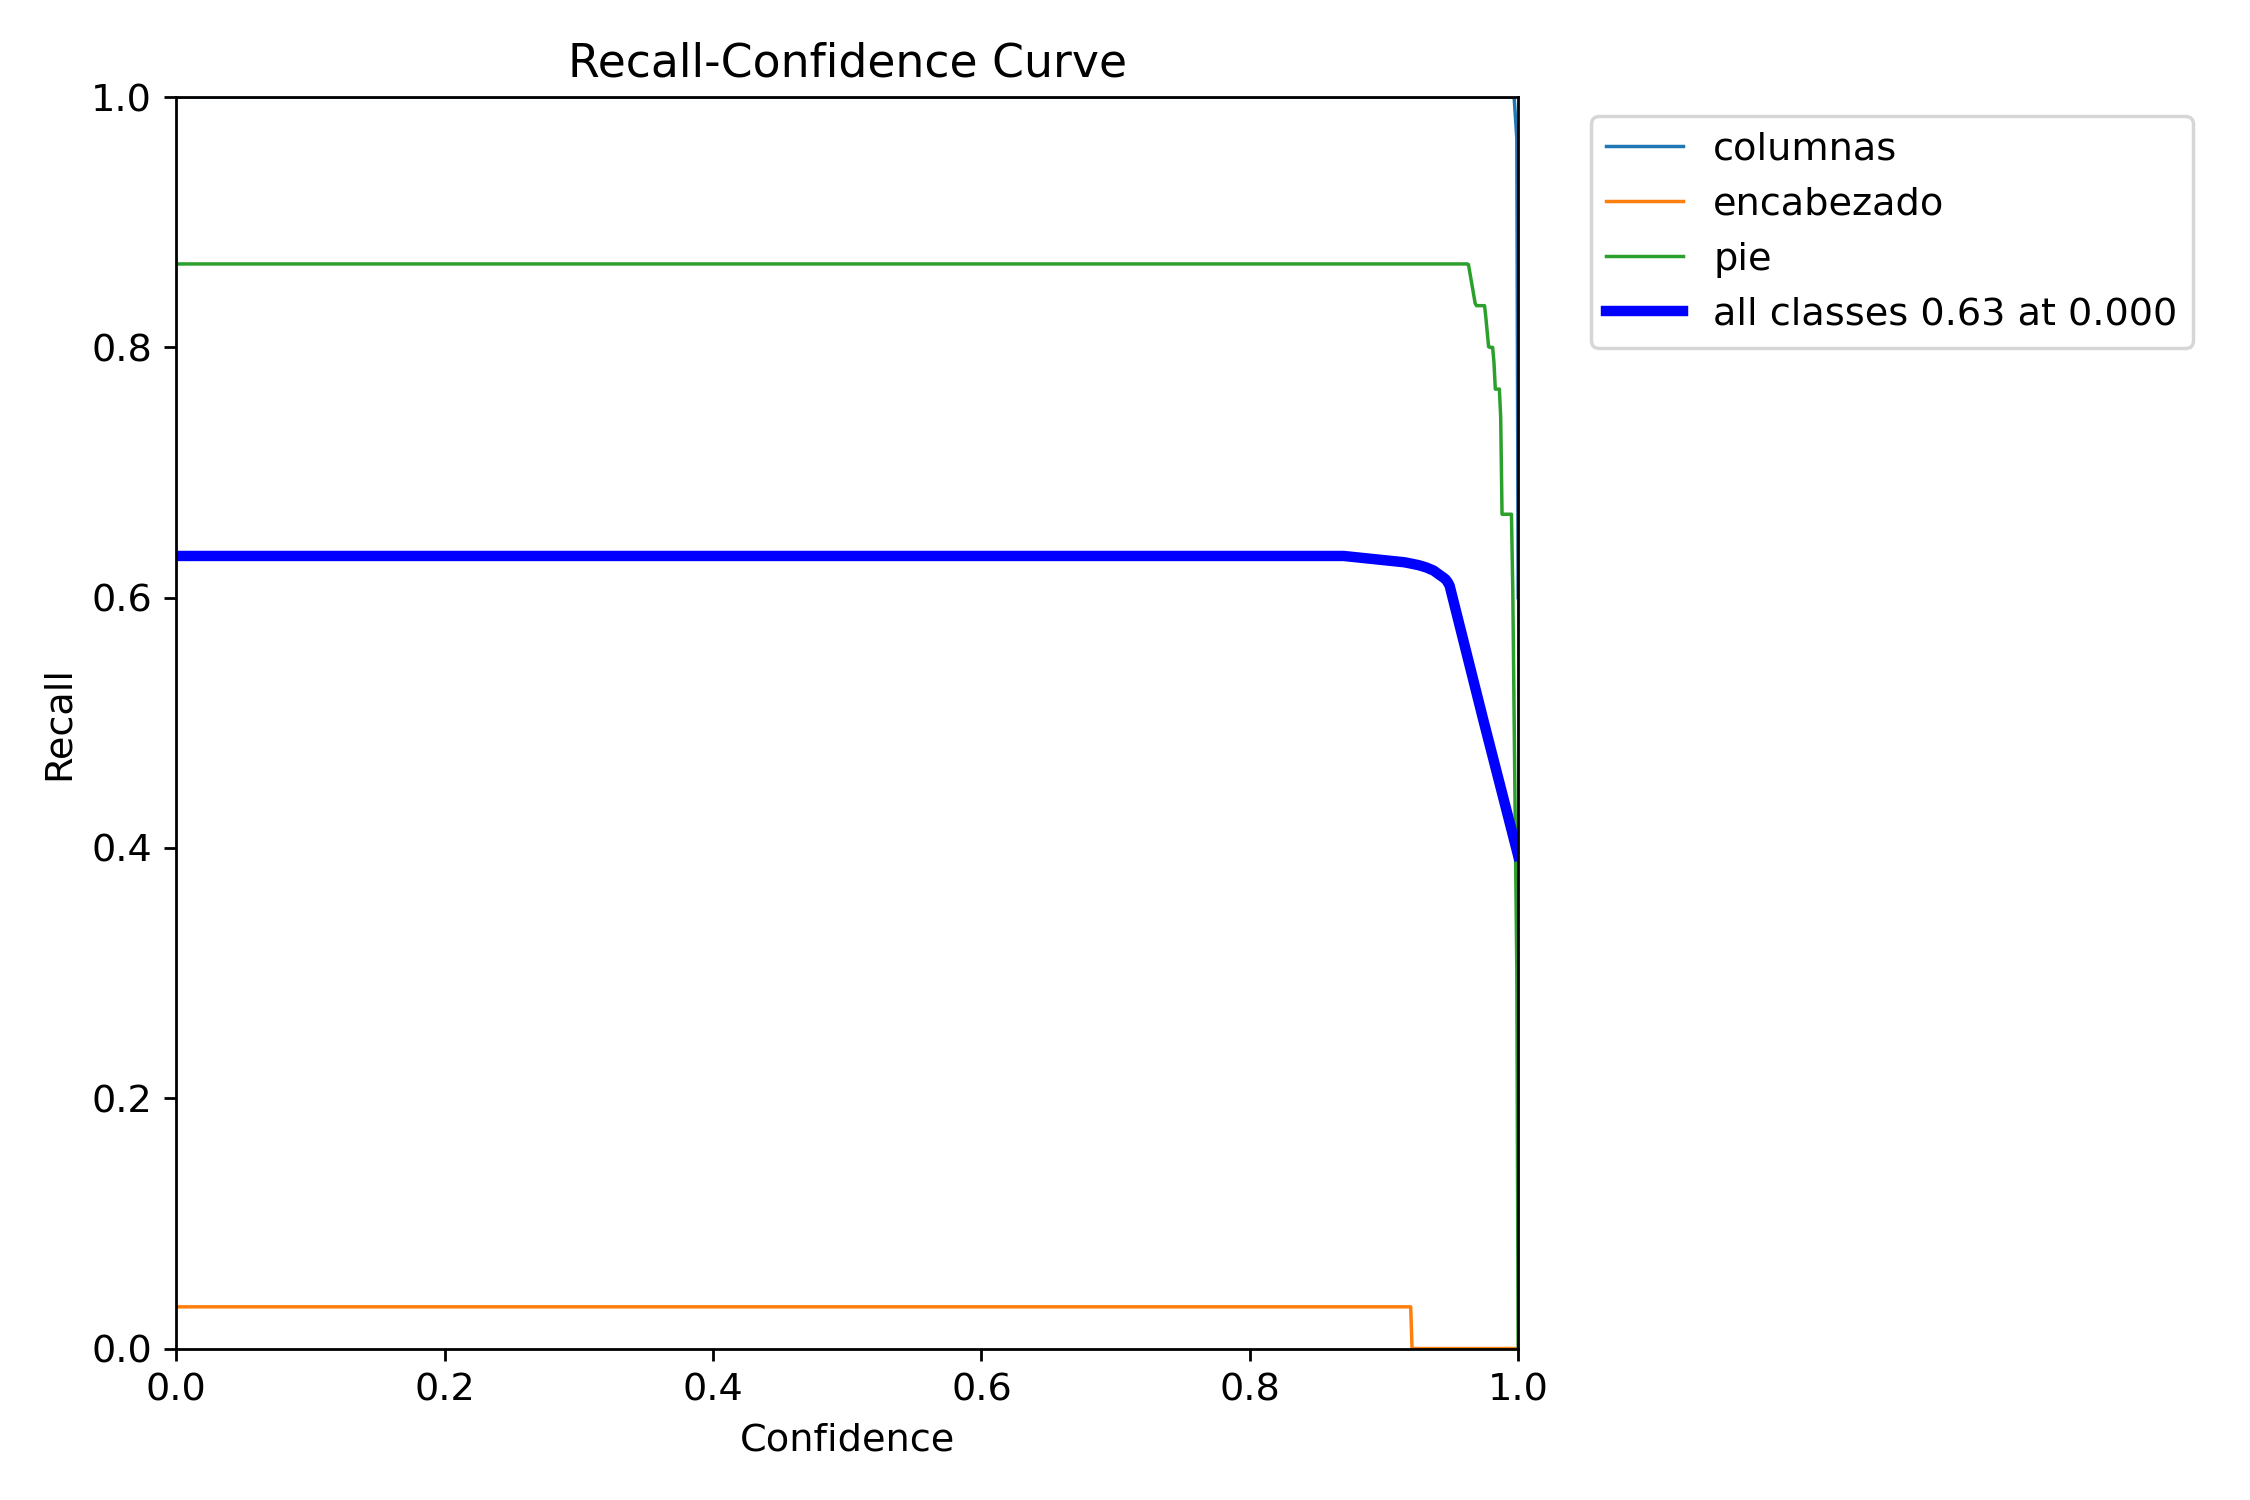 Recall-Confidence Curve
1.0
0.8
0.6
0.4
0.2
0.0
Recall
0.0 0.2 0.4 0.6 0.8 1.0
Confidence
columnas
encabezado
pie
all classes 0.63 at 0.000